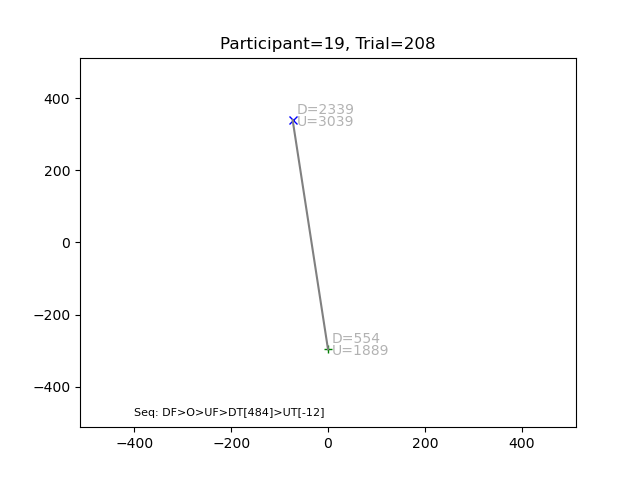 Participant=19, Trial=208
400
200
0
−200
−400
D=2339
U=3039
D=554
U=1889
Seq: DF>O>UF>DT[484]>UT[-12]
−400
−200
0
200
400